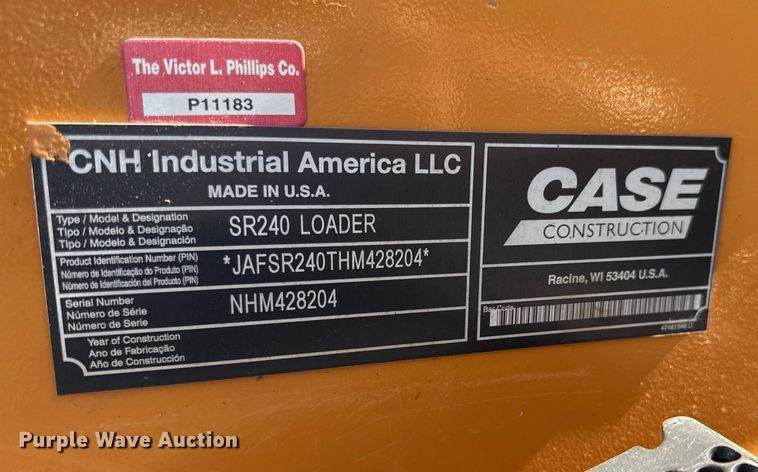 The Victor L. Phillips Co.
P11183
CNH Industrial America LLC
MADE IN U.S.A.
Type / Model & Designation
Tipo / Modelo & Designação
Tipo / Modelo & Designación
SR240 LOADER
Product Identification Number (PIN)
Número de Identificação do Produto (PIN)
Número de Identificación del Producto (PIN)
*JAFSR240THM428204*
Serial Number
Número de Série
Número de Serie
NHM428204
Year of Construction
Ano de Fabricação
Año de Construcción
CASE
CONSTRUCTION
Racine, WI 53404 U.S.A.
Bar Code
Purple Wave Auction